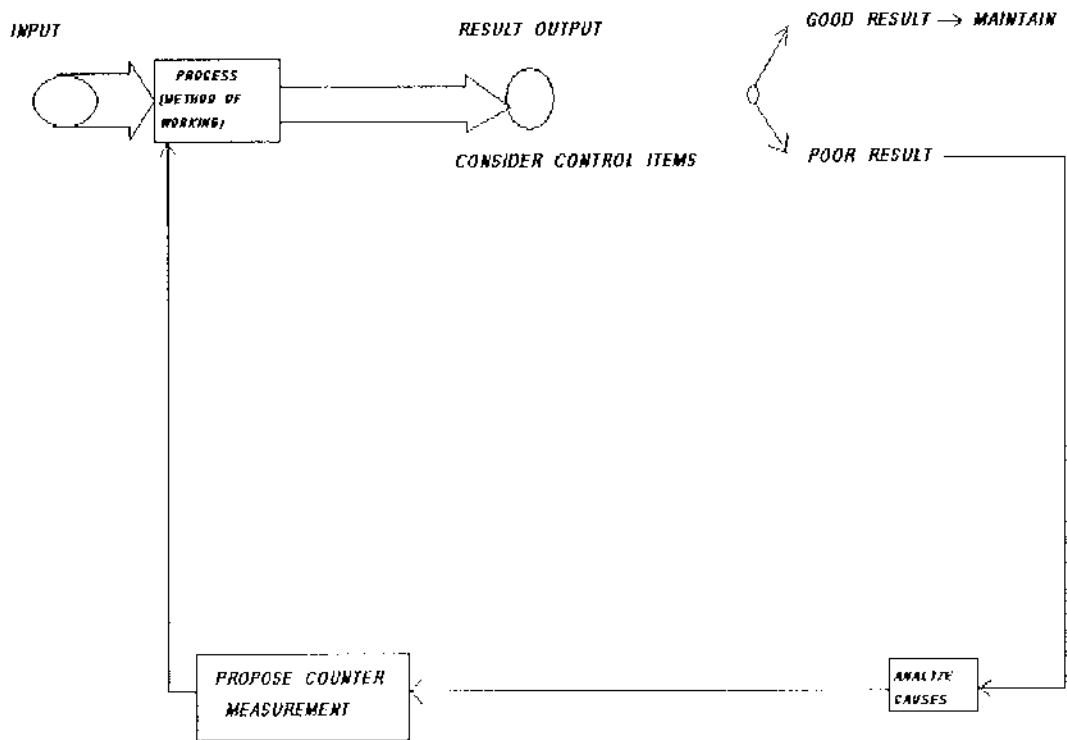 INPUT
RESULT OUTPUT
GOOD RESULT → MAINTAIN
PROCESS
(METHOD OF
WORKING)
CONSIDER CONTROL ITEMS
POOR RESULT
PROPOSE COUNTER
MEASUREMENT
ANALIZE
CAUSES